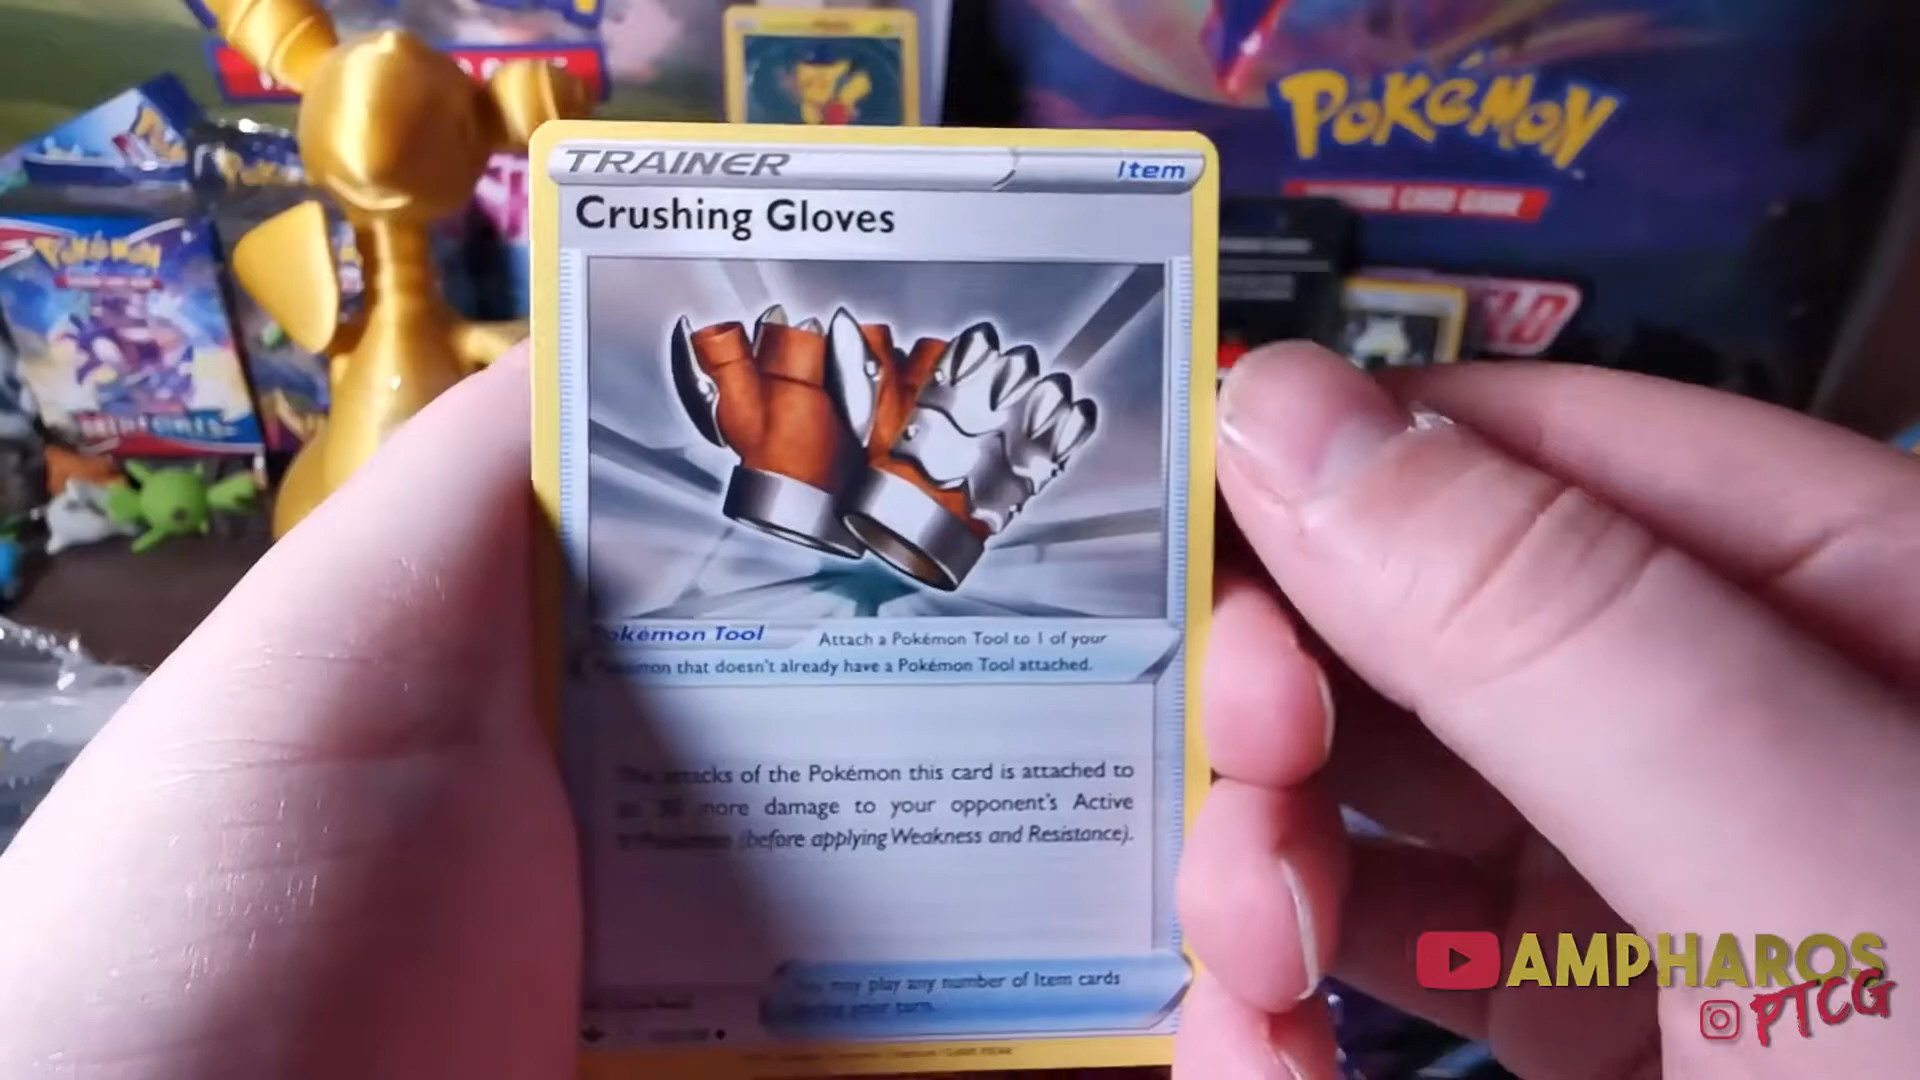 POKÉMON
TRADING CARD GAME
POKÉMON
TRAINER
Item
Crushing Gloves
Pokémon Tool
Attach a Pokémon Tool to 1 of your
Pokémon that doesn't already have a Pokémon Tool attached.
The attacks of the Pokémon this card is attached to
more damage to your opponent's Active
(before applying Weakness and Resistance).
You may play any number of Item cards
during your turn.
AMPHAROS
PTCG